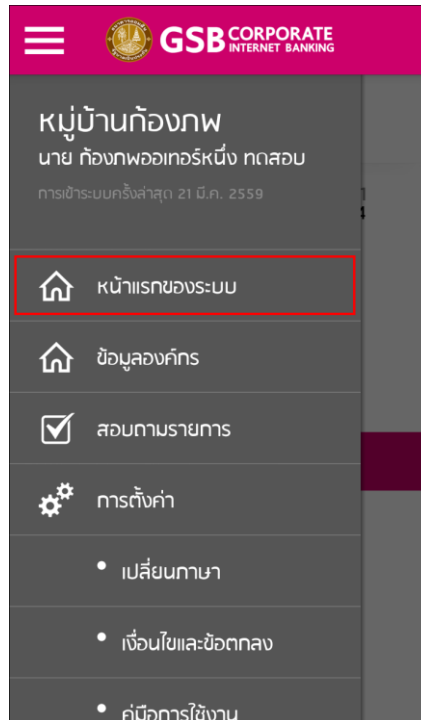 GSB CORPORATE
INTERNET BANKING
หมู่บ้านก้องภพ
นาย ก้องภพออเทอร์หนึ่ง ทดสอบ
การเข้าระบบครั้งล่าสุด 21 มี.ค. 2559
หน้าแรกของระบบ
ข้อมูลองค์กร
สอบถามรายการ
การตั้งค่า
• เปลี่ยนภาษา
• เงื่อนไขและข้อตกลง
• คู่มือการใช้งาน